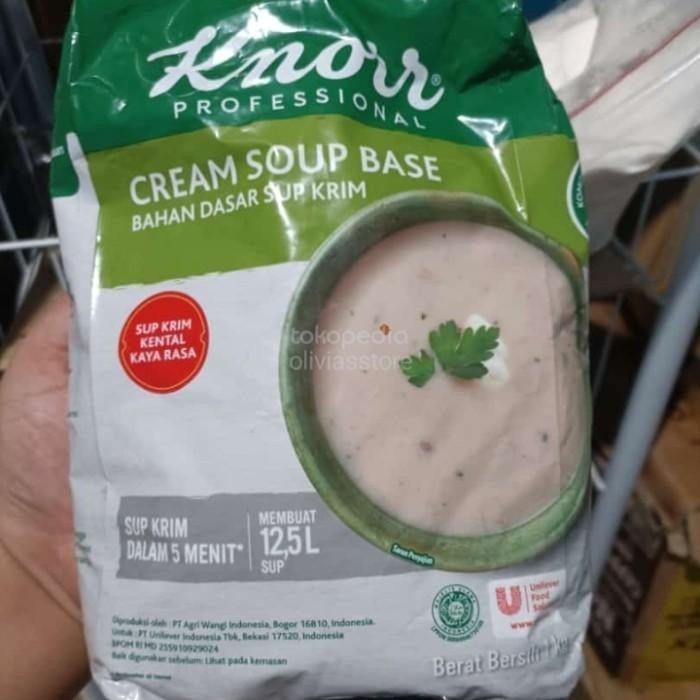 Knorr®
PROFESSIONAL
CREAM SOUP BASE
BAHAN DASAR SUP KRIM
SUP KRIM
KENTAL
KAYA RASA
tokopedia
oliviasstore
SUP KRIM
DALAM 5 MENIT*
MEMBUAT
12,5L
SUP
Saran Penyajian
Diproduksi oleh : PT Agri Wangi Indonesia, Bogor 16810, Indonesia.
Untuk : PT Unilever Indonesia Tbk, Bekasi 17520, Indonesia
BPOM RI MD 255910929024
Baik digunakan sebelum: Lihat pada kemasan
Unilever
Food
www.
Berat Bersih 1 kg